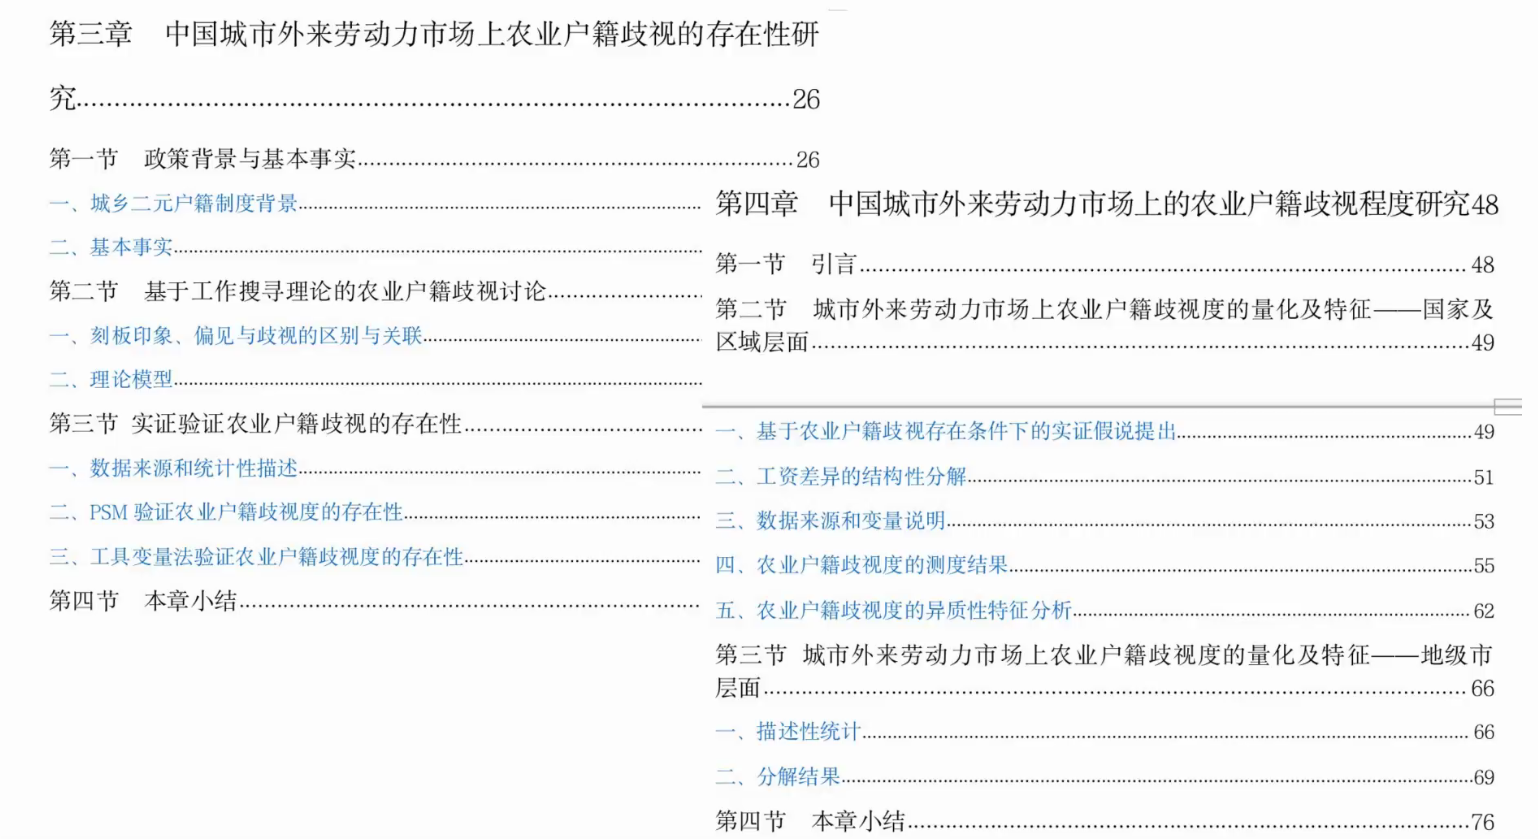 第三章 中国城市外来劳动力市场上农业户籍歧视的存在性研
究........................................26
第一节 政策背景与基本事实........................................26
一、城乡二元户籍制度背景........................................
二、基本事实........................................
第二节 基于工作搜寻理论的农业户籍歧视讨论........................................
一、刻板印象、偏见与歧视的区别与关联........................................
二、理论模型........................................
第三节 实证验证农业户籍歧视的存在性........................................
一、数据来源和统计性描述........................................
二、PSM 验证农业户籍歧视度的存在性........................................
三、工具变量法验证农业户籍歧视度的存在性........................................
第四节 本章小结........................................
第四章 中国城市外来劳动力市场上的农业户籍歧视程度研究48
第一节 引言........................................48
第二节 城市外来劳动力市场上农业户籍歧视度的量化及特征——国家及
区域层面........................................49
一、基于农业户籍歧视存在条件下的实证假说提出........................................49
二、工资差异的结构性分解........................................51
三、数据来源和变量说明........................................53
四、农业户籍歧视度的测度结果........................................55
五、农业户籍歧视度的异质性特征分析........................................62
第三节 城市外来劳动力市场上农业户籍歧视度的量化及特征——地级市
层面........................................66
一、描述性统计........................................66
二、分解结果........................................69
第四节 本章小结........................................76